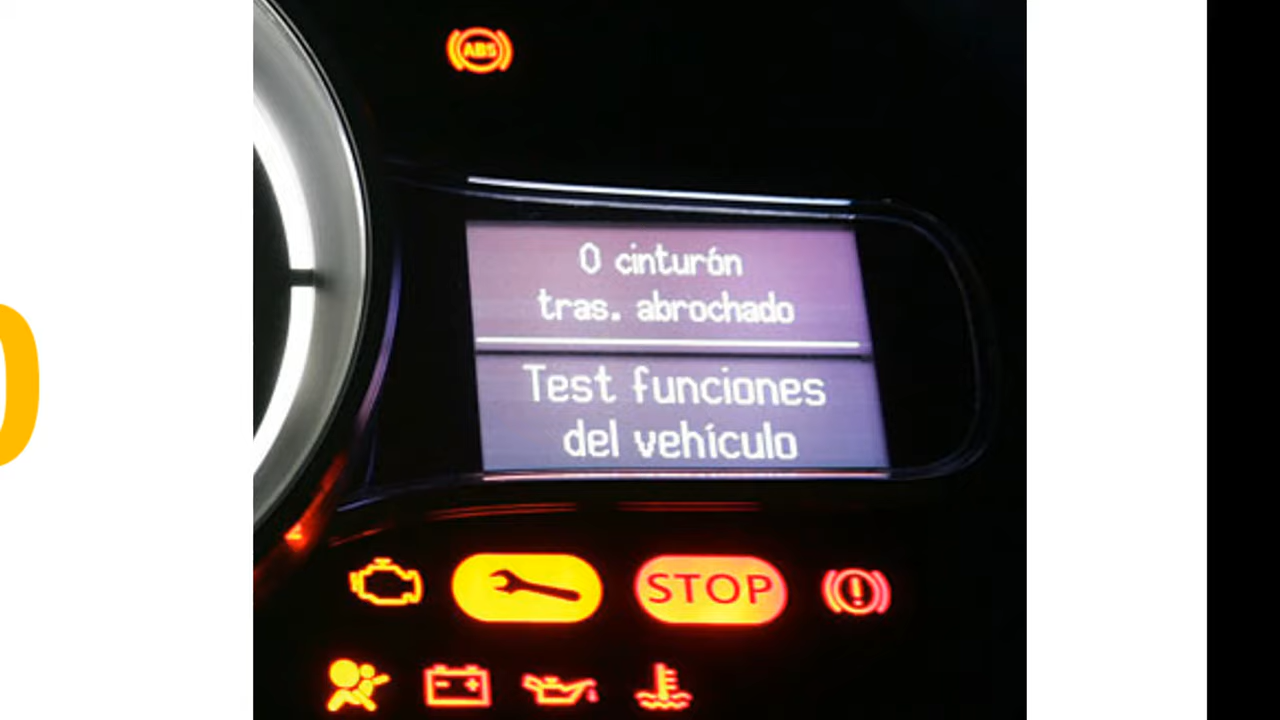 ABS
0 cinturón
tras. abrochado
Test funciones
del vehículo
STOP